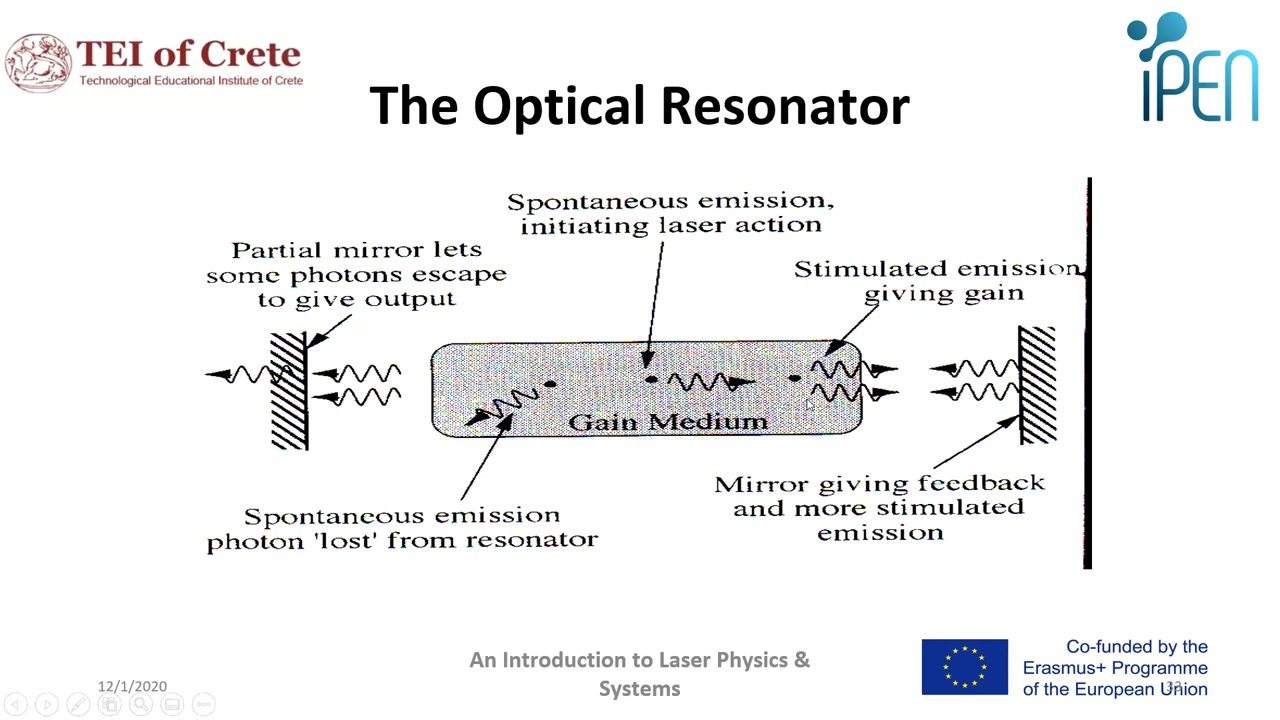 TEI of Crete
Technological Educational Institute of Crete
iPEN
The Optical Resonator
Spontaneous emission,
initiating laser action
Partial mirror lets
some photons escape
to give output
Stimulated emission
giving gain
Gain Medium
Spontaneous emission
photon 'lost' from resonator
Mirror giving feedback
and more stimulated
emission
12/1/2020
An Introduction to Laser Physics &
Systems
Co-funded by the
Erasmus+ Programme
of the European Union